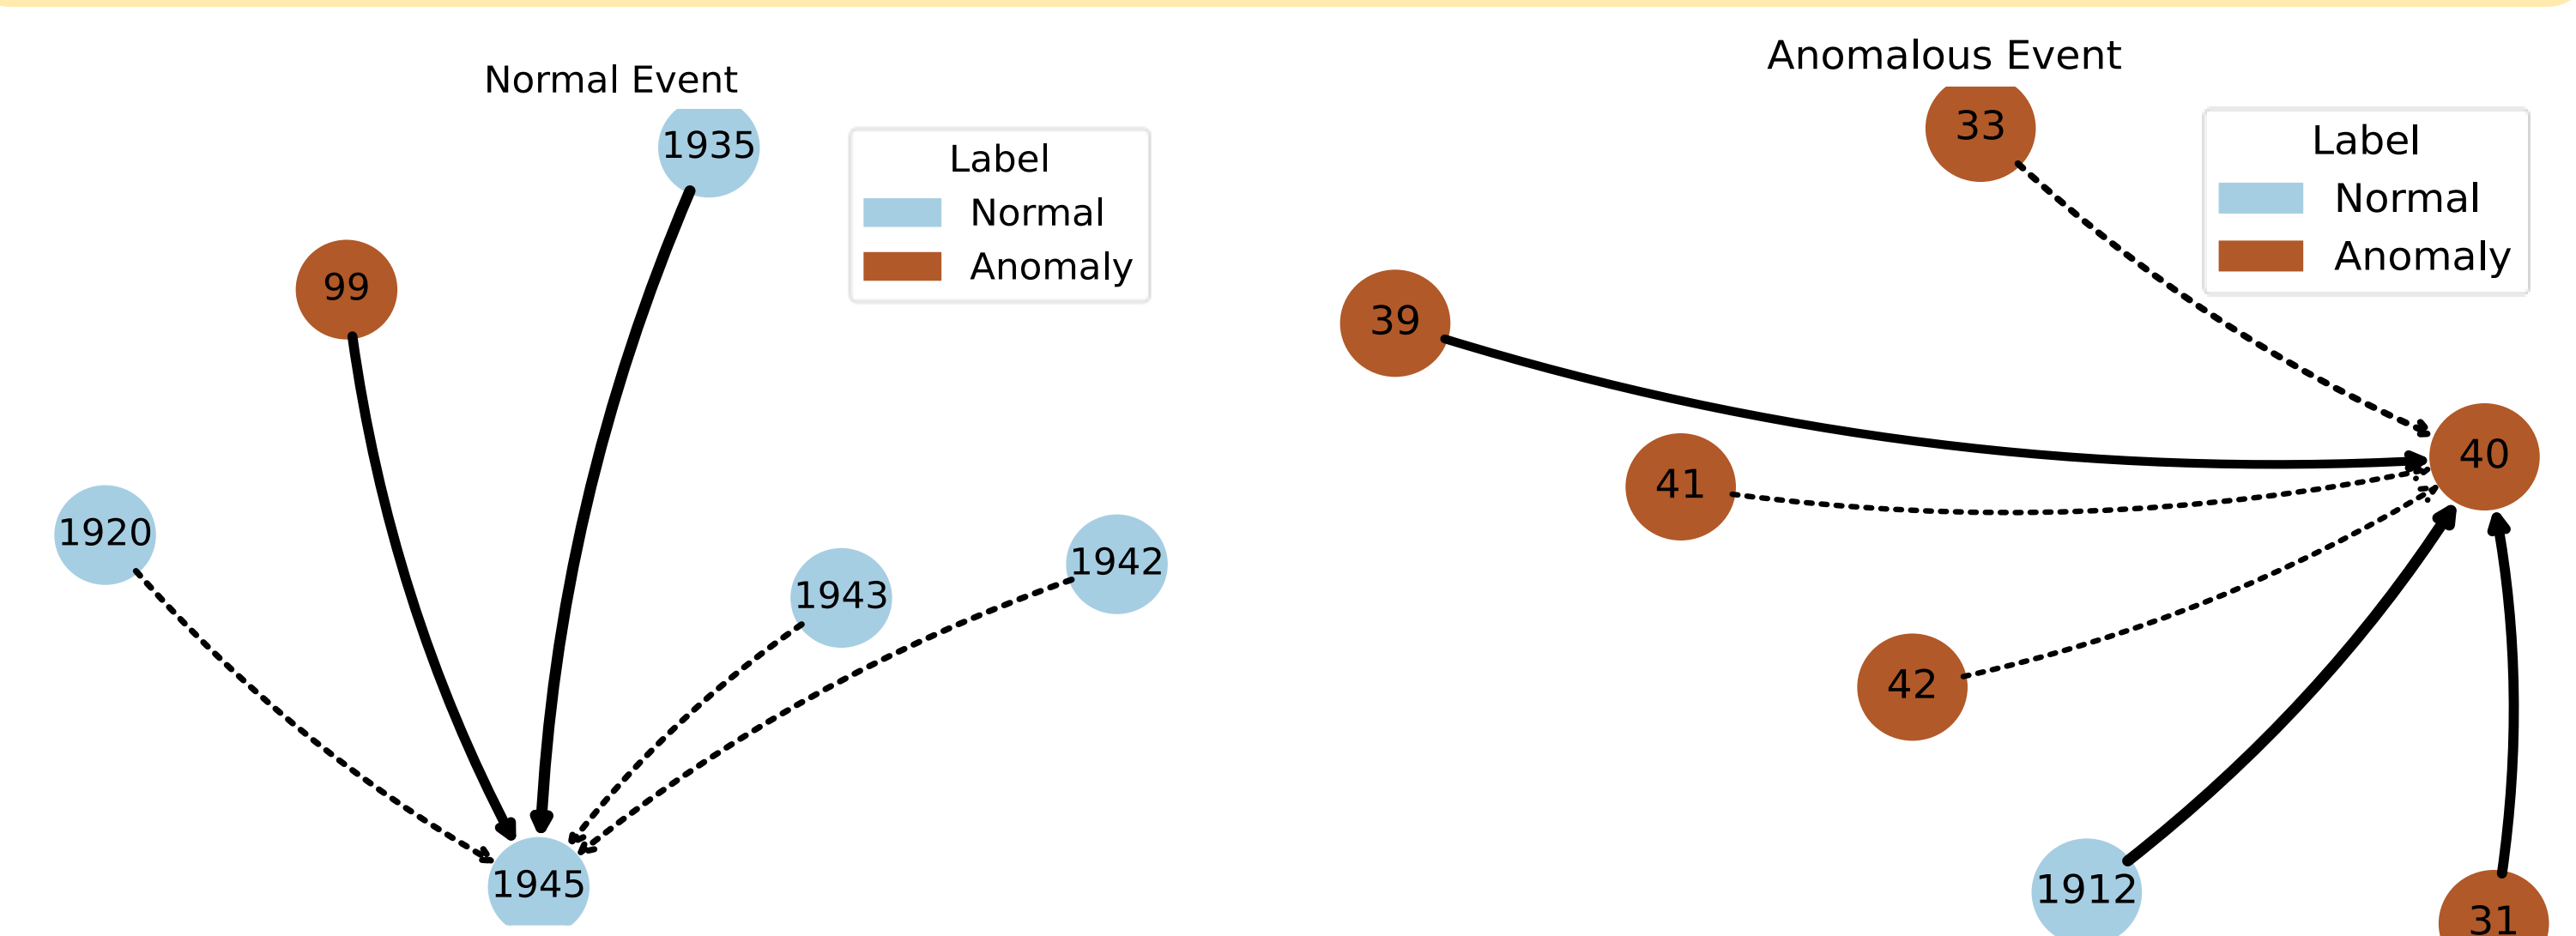 Normal Event
1935
99
1920
1943
1942
1945
Label
Normal
Anomaly
Anomalous Event
33
39
41
40
42
1912
31
Label
Normal
Anomaly